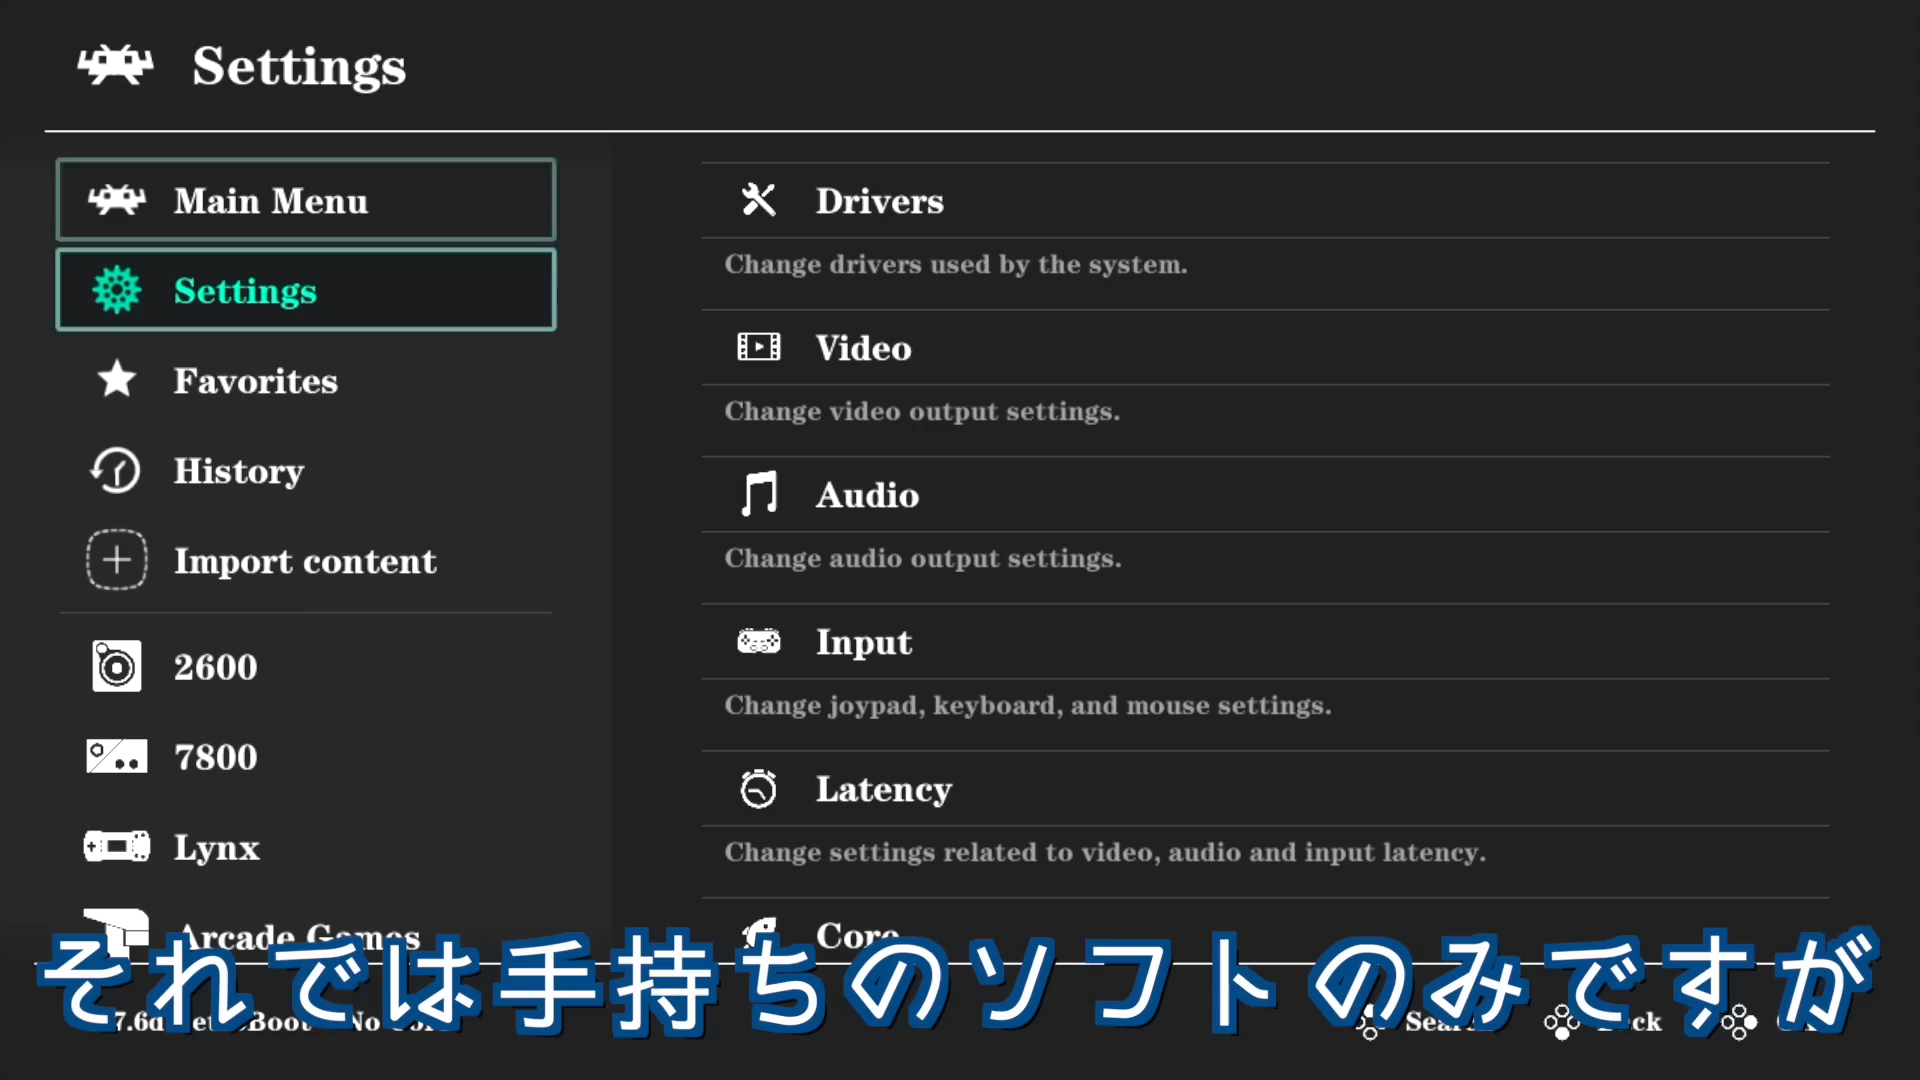 Settings
Main Menu
Settings
Favorites
History
Import content
2600
7800
Lynx
Arcade Games
Drivers
Change drivers used by the system.
Video
Change video output settings.
Audio
Change audio output settings.
Input
Change joypad, keyboard, and mouse settings.
Latency
Change settings related to video, audio and input latency.
Core
それでは手持ちのソフトのみですが